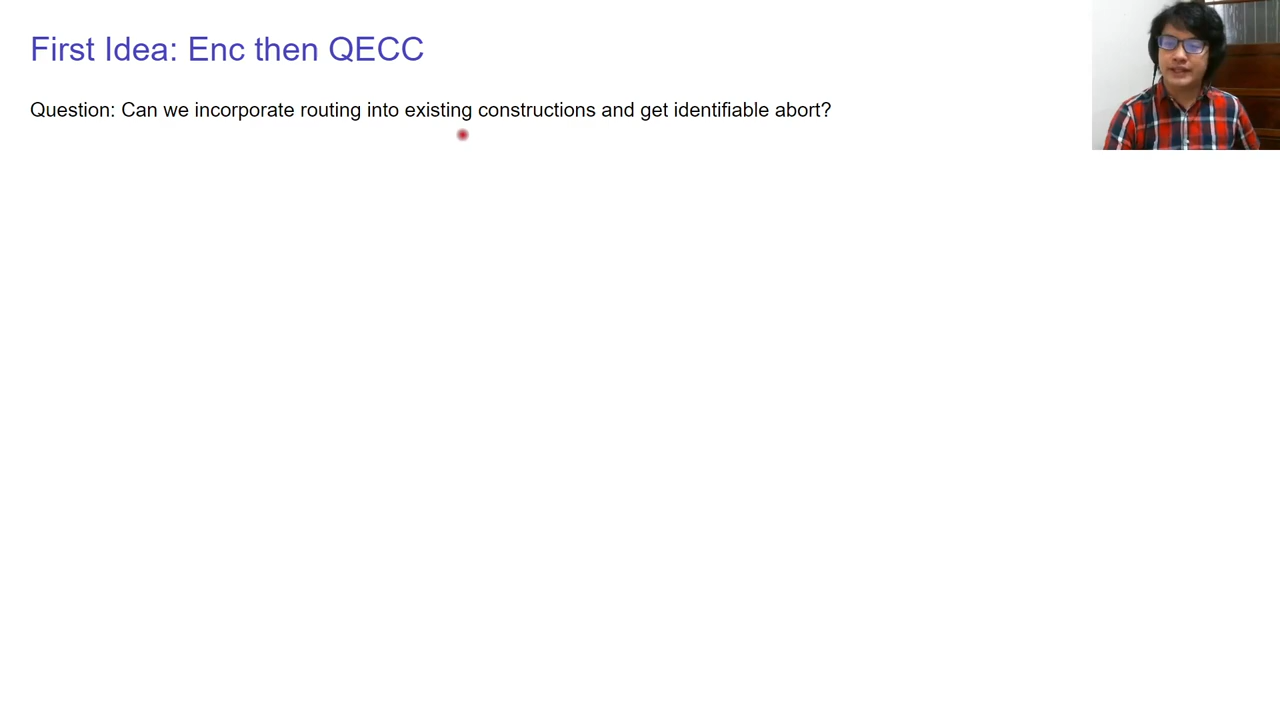 First Idea: Enc then QECC
Question: Can we incorporate routing into existing constructions and get identifiable abort?